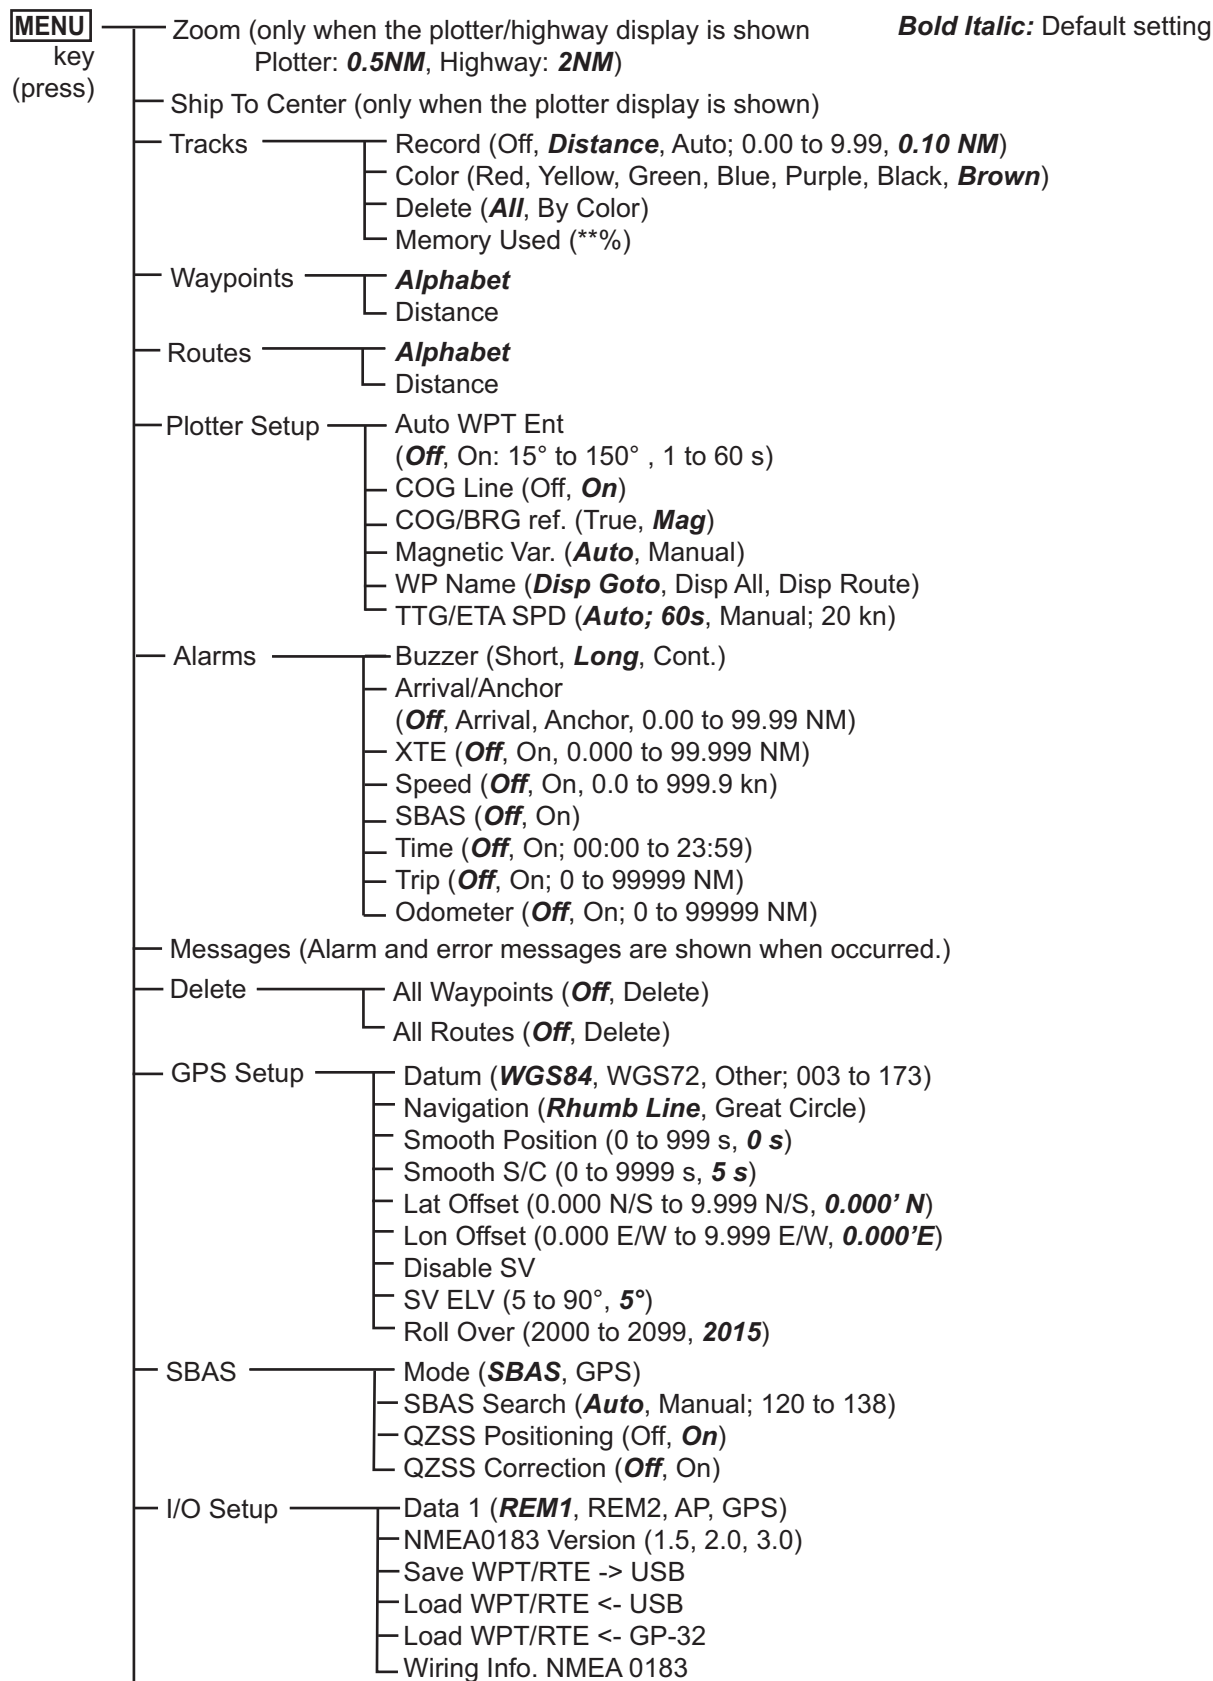 MENU Zoom (only when the plotter/highway display is shown Bold Italic: Default setting
key Plotter: 0.5NM, Highway: 2NM)
(press)
Ship To Center (only when the plotter display is shown)
Tracks Record (Off, Distance, Auto; 0.00 to 9.99, 0.10 NM)
Color (Red, Yellow, Green, Blue, Purple, Black, Brown)
Delete (All, By Color)
Memory Used (**%)
Waypoints Alphabet
Distance
Routes Alphabet
Distance
Plotter Setup Auto WPT Ent
(Off, On: 15° to 150° , 1 to 60 s)
COG Line (Off, On)
COG/BRG ref. (True, Mag)
Magnetic Var. (Auto, Manual)
WP Name (Disp Goto, Disp All, Disp Route)
TTG/ETA SPD (Auto; 60s, Manual; 20 kn)
Alarms Buzzer (Short, Long, Cont.)
Arrival/Anchor
(Off, Arrival, Anchor, 0.00 to 99.99 NM)
XTE (Off, On, 0.000 to 99.999 NM)
Speed (Off, On, 0.0 to 999.9 kn)
SBAS (Off, On)
Time (Off, On; 00:00 to 23:59)
Trip (Off, On; 0 to 99999 NM)
Odometer (Off, On; 0 to 99999 NM)
Messages (Alarm and error messages are shown when occurred.)
Delete All Waypoints (Off, Delete)
All Routes (Off, Delete)
GPS Setup Datum (WGS84, WGS72, Other; 003 to 173)
Navigation (Rhumb Line, Great Circle)
Smooth Position (0 to 999 s, 0 s)
Smooth S/C (0 to 9999 s, 5 s)
Lat Offset (0.000 N/S to 9.999 N/S, 0.000’ N)
Lon Offset (0.000 E/W to 9.999 E/W, 0.000’E)
Disable SV
SV ELV (5 to 90°, 5°)
Roll Over (2000 to 2099, 2015)
SBAS Mode (SBAS, GPS)
SBAS Search (Auto, Manual; 120 to 138)
QZSS Positioning (Off, On)
QZSS Correction (Off, On)
I/O Setup Data 1 (REM1, REM2, AP, GPS)
NMEA0183 Version (1.5, 2.0, 3.0)
Save WPT/RTE -> USB
Load WPT/RTE <- USB
Load WPT/RTE <- GP-32
Wiring Info. NMEA 0183